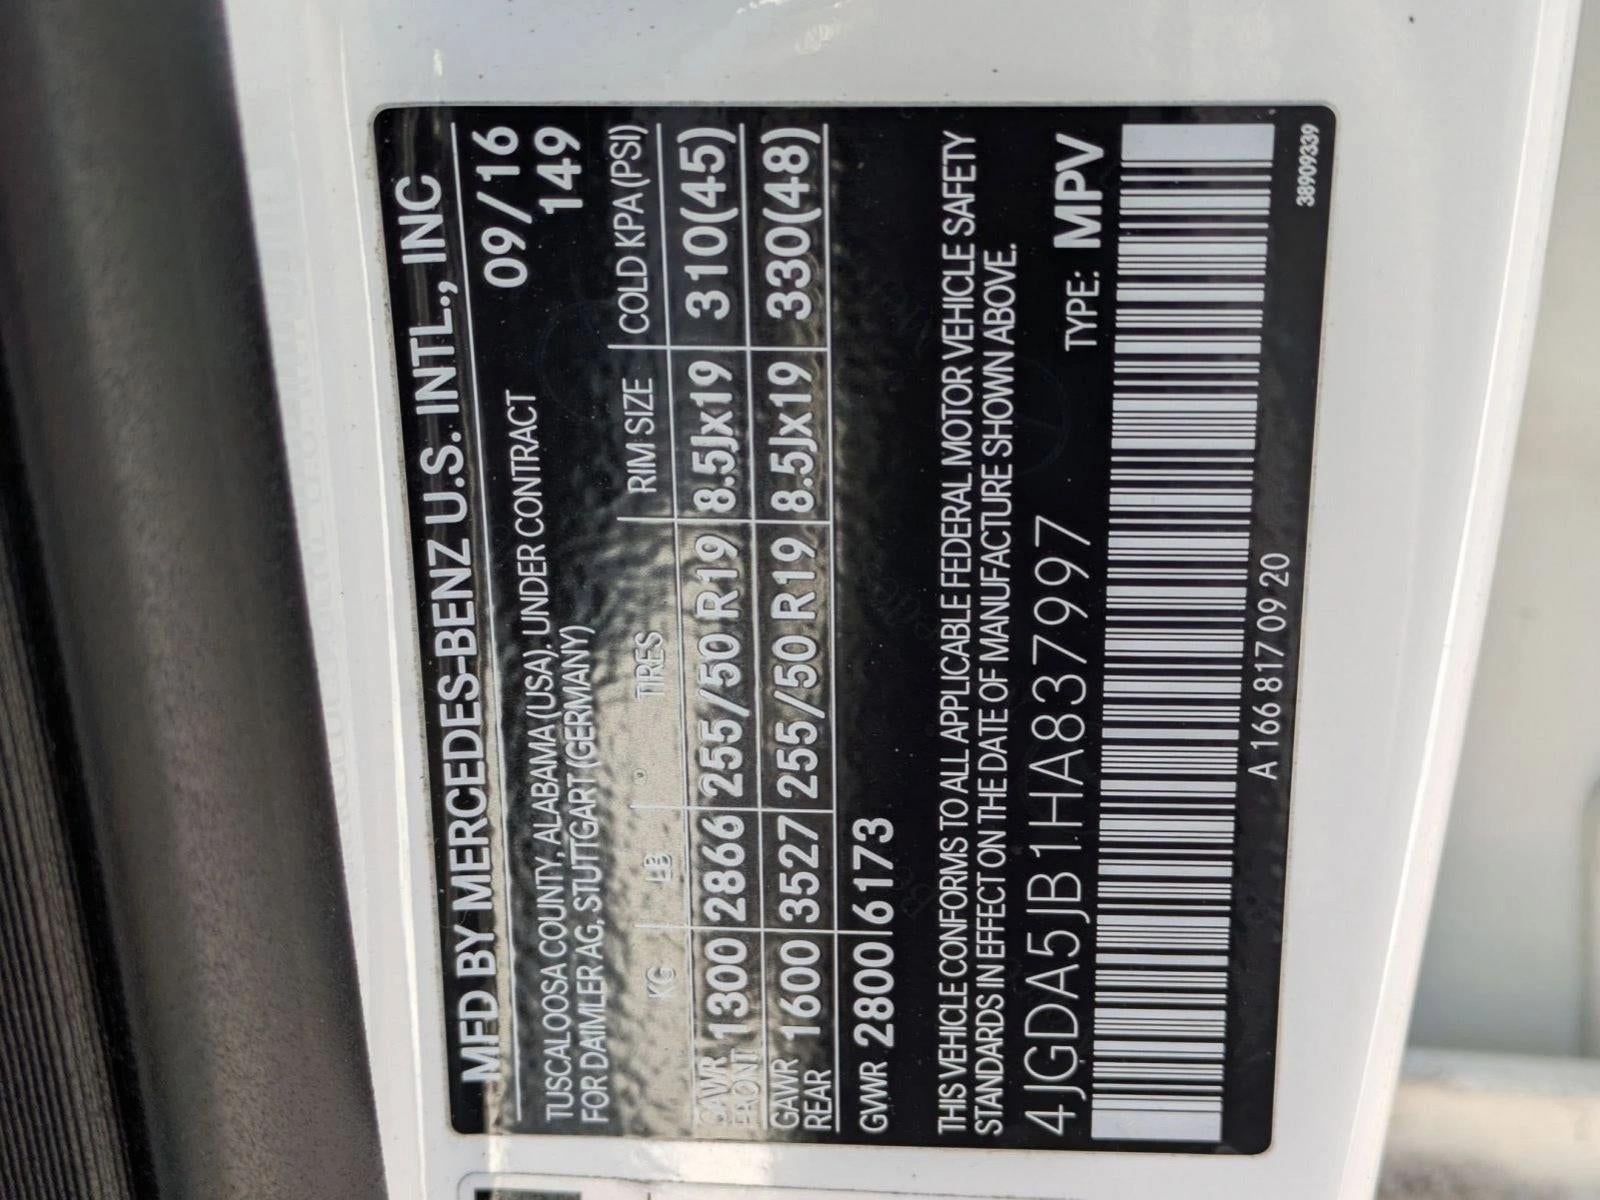 MFD BY MERCEDES-BENZ U.S. INTL., INC
09/16
TUSCALOOSA COUNTY, ALABAMA (USA), UNDER CONTRACT 149
FOR DAIMLER AG, STUTTGART (GERMANY)
KG LB TIRES RIM SIZE COLD KPA (PSI)
GAWR FRONT 1300 2866 255/50 R19 8.5Jx19 310(45)
GAWR REAR 1600 3527 255/50 R19 8.5Jx19 330(48)
GVWR 2800 6173
THIS VEHICLE CONFORMS TO ALL APPLICABLE FEDERAL MOTOR VEHICLE SAFETY
STANDARDS IN EFFECT ON THE DATE OF MANUFACTURE SHOWN ABOVE.
4JGDA5JB1HA837997 TYPE: MPV
A 166 817 09 20
38909339